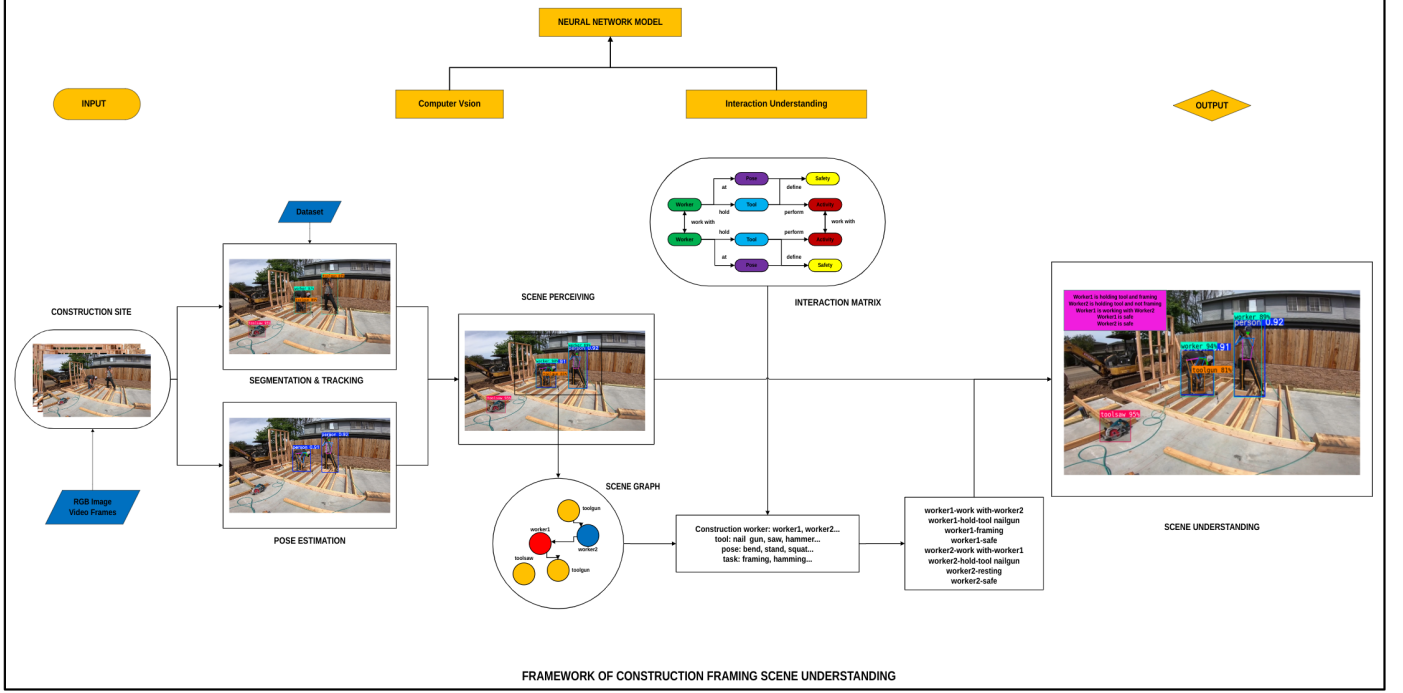 NEURAL NETWORK MODEL
INPUT
Computer Vsion
Interaction Understanding
OUTPUT
Pose
Safety
at
define
Worker
Tool
Activity
hold
perform
work with
work with
hold
perform
Worker
Tool
Activity
at
define
Pose
Safety
INTERACTION MATRIX
Dataset
CONSTRUCTION SITE
SEGMENTATION & TRACKING
RGB Image
Video Frames
POSE ESTIMATION
SCENE PERCEIVING
SCENE GRAPH
toolgun
worker1
worker2
toolsaw
toolgun
Construction worker: worker1, worker2...
tool: nail gun, saw, hammer...
pose: bend, stand, squat...
task: framing, hamming...
worker1-work with-worker2
worker1-hold-tool nailgun
worker1-framing
worker1-safe
worker2-work with-worker1
worker2-hold-tool nailgun
worker2-resting
worker2-safe
Worker1 is holding tool and framing
Worker2 is holding tool and not framing
Worker1 is working with Worker2
Worker1 is safe
Worker2 is safe
worker 89%
person 0.92
worker 94%
.91
toolgun 81%
toolsaw 95%
SCENE UNDERSTANDING
FRAMEWORK OF CONSTRUCTION FRAMING SCENE UNDERSTANDING